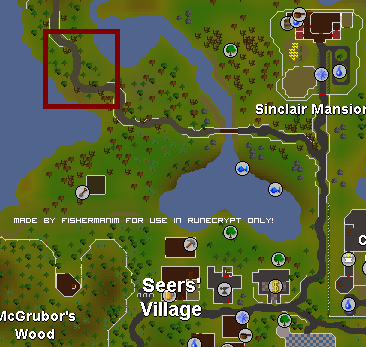 Sinclair Mansion
MADE BY FISHERMANIM FOR USE IN RUNECRYPT ONLY!
C
Seers'
Village
McGrubor's
Wood